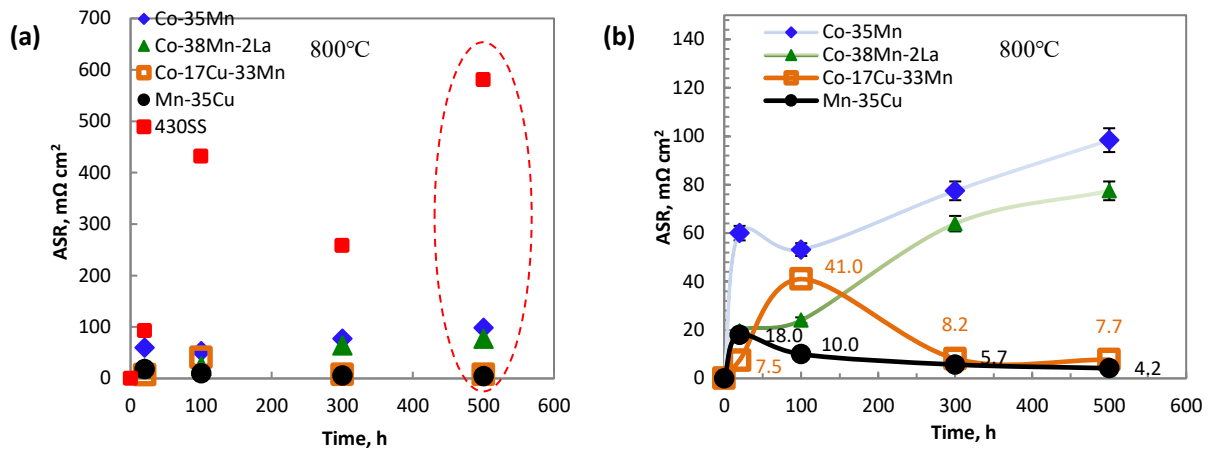 (a)
ASR, mΩ cm²
700
600
500
400
300
200
100
0
Co-35Mn
Co-38Mn-2La
Co-17Cu-33Mn
Mn-35Cu
430SS
800℃
0 100 200 300 400 500 600
Time, h
(b)
ASR, mΩ cm²
140
120
100
80
60
40
20
0
Co-35Mn
Co-38Mn-2La
Co-17Cu-33Mn
Mn-35Cu
800℃
41.0
18.0
7.5
10.0
8.2
5.7
7.7
4,2
0 100 200 300 400 500 600
Time, h